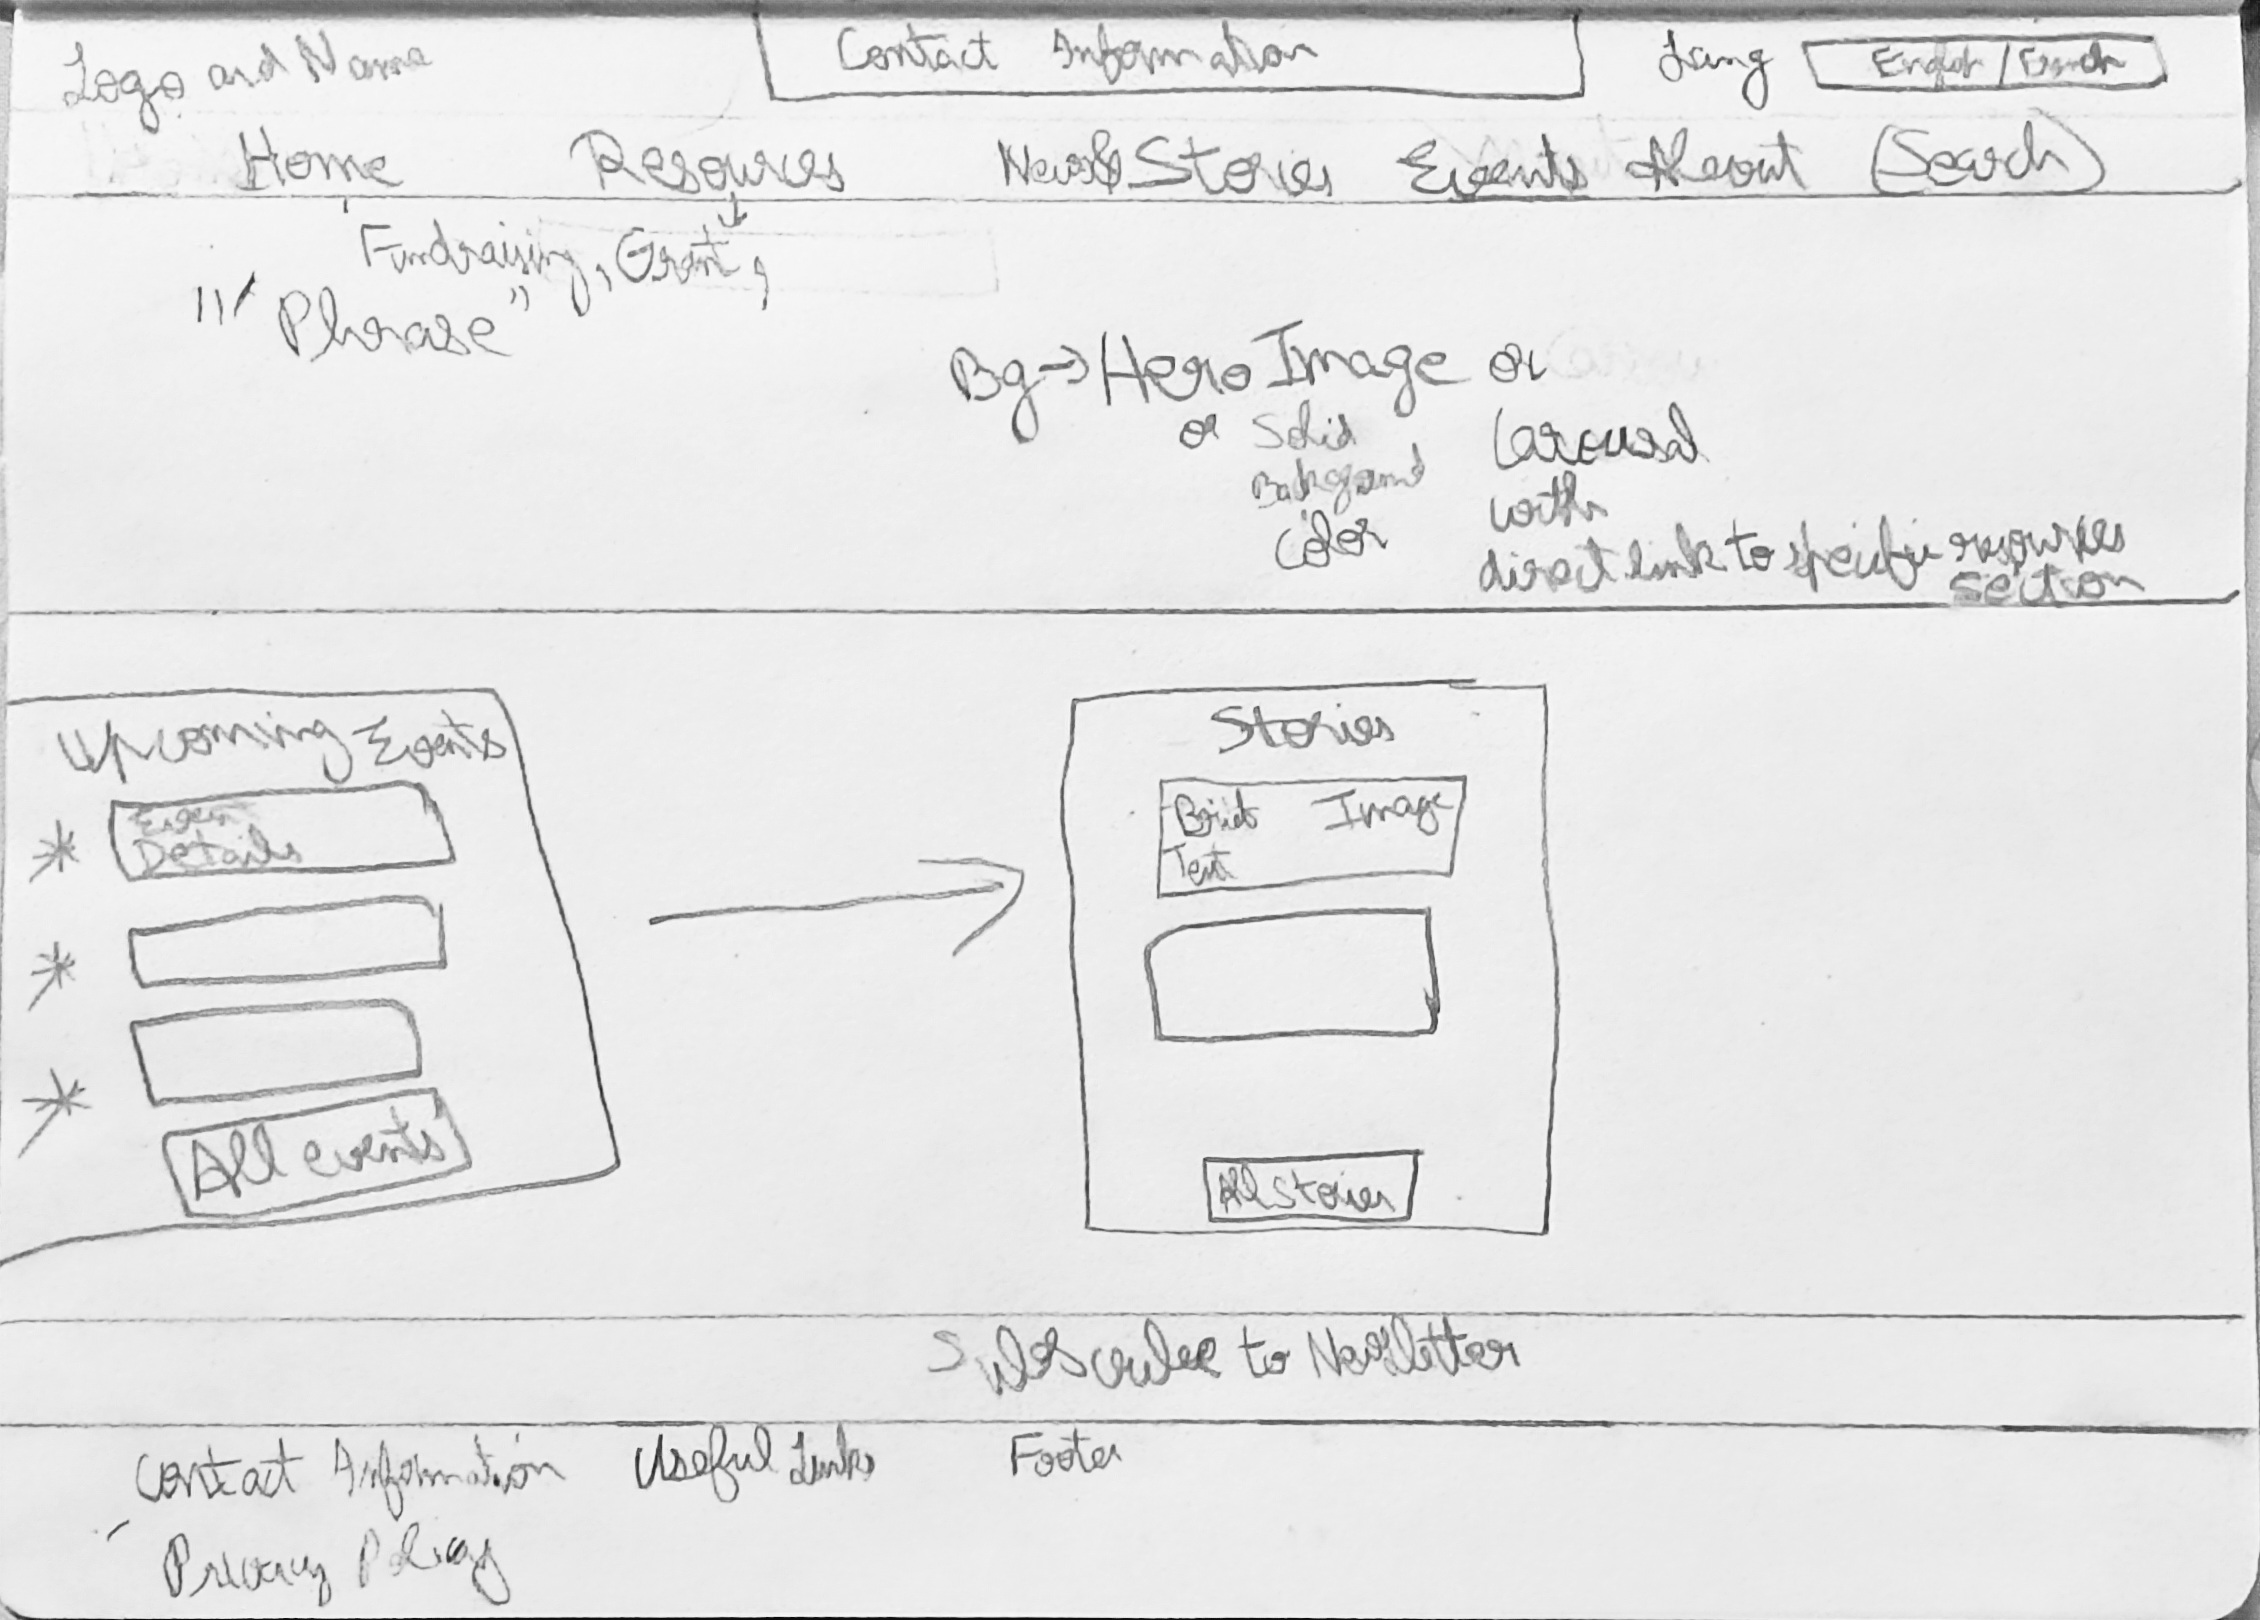 Logo and Name
Contact Information
Lang English / French
Home Resources News & Stories Events About Search
Fundraising, Grant,
"Phrase"
Bg → Hero Image or
or Solid
Background
Color
Carousal
with
direct link to specific resources
section
Upcoming Events
Event
Details
All events
Stories
Brief Image
Text
All Stories
Subscribe to Newsletter
Contact Information Useful Links Footer
Privacy Policy